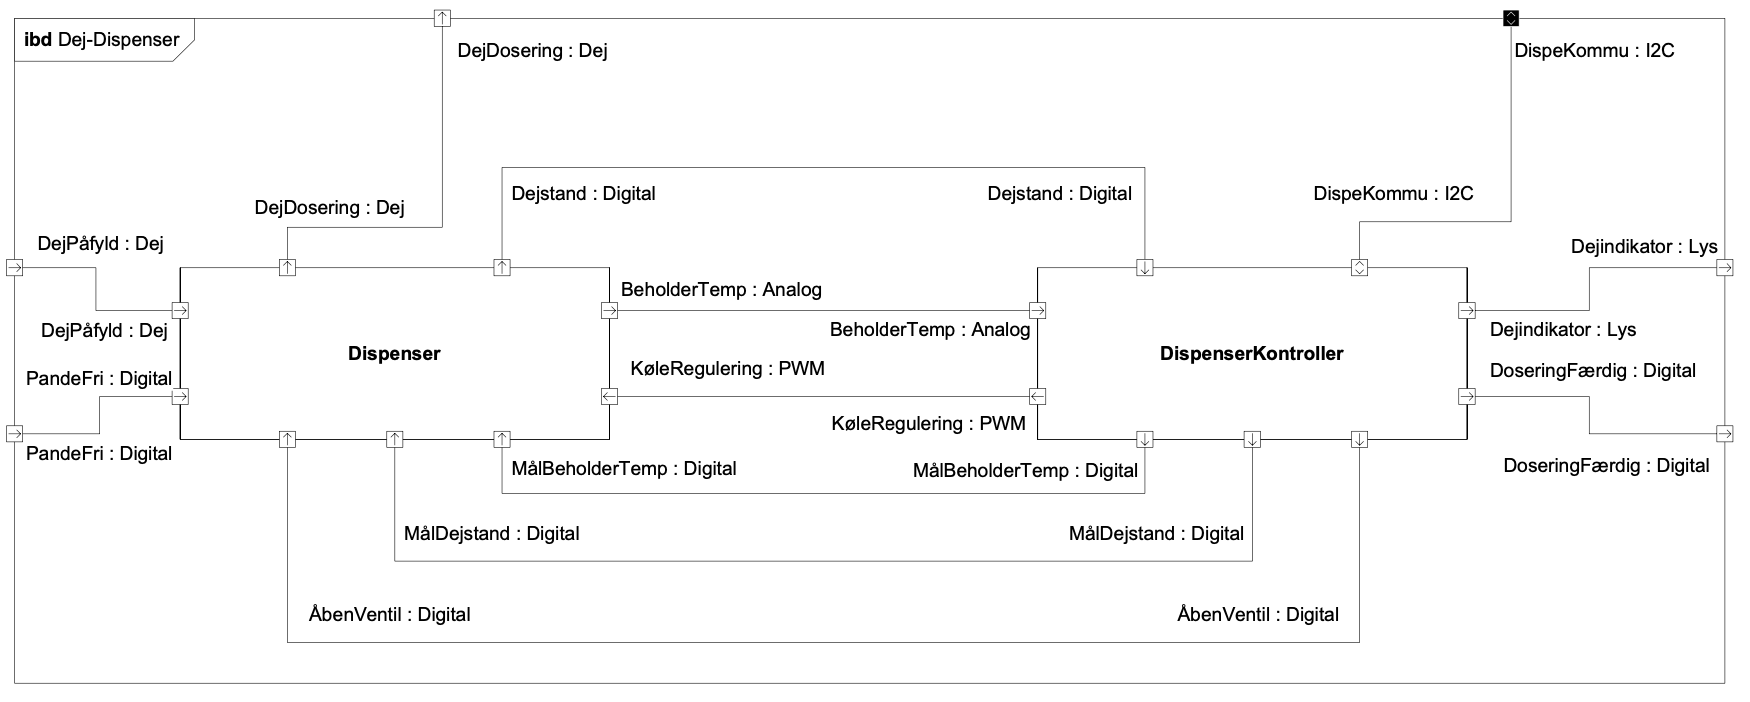 ibd Dej-Dispenser
DejDosering : Dej
DispeKommu : I2C
DejDosering : Dej
Dejstand : Digital
Dejstand : Digital
DispeKommu : I2C
DejPåfyld : Dej
Dejindikator : Lys
BeholderTemp : Analog
DejPåfyld : Dej
BeholderTemp : Analog
Dejindikator : Lys
Dispenser
DispenserKontroller
PandeFri : Digital
KøleRegulering : PWM
DoseringFærdig : Digital
KøleRegulering : PWM
PandeFri : Digital
MålBeholderTemp : Digital
MålBeholderTemp : Digital
DoseringFærdig : Digital
MålDejstand : Digital
MålDejstand : Digital
ÅbenVentil : Digital
ÅbenVentil : Digital